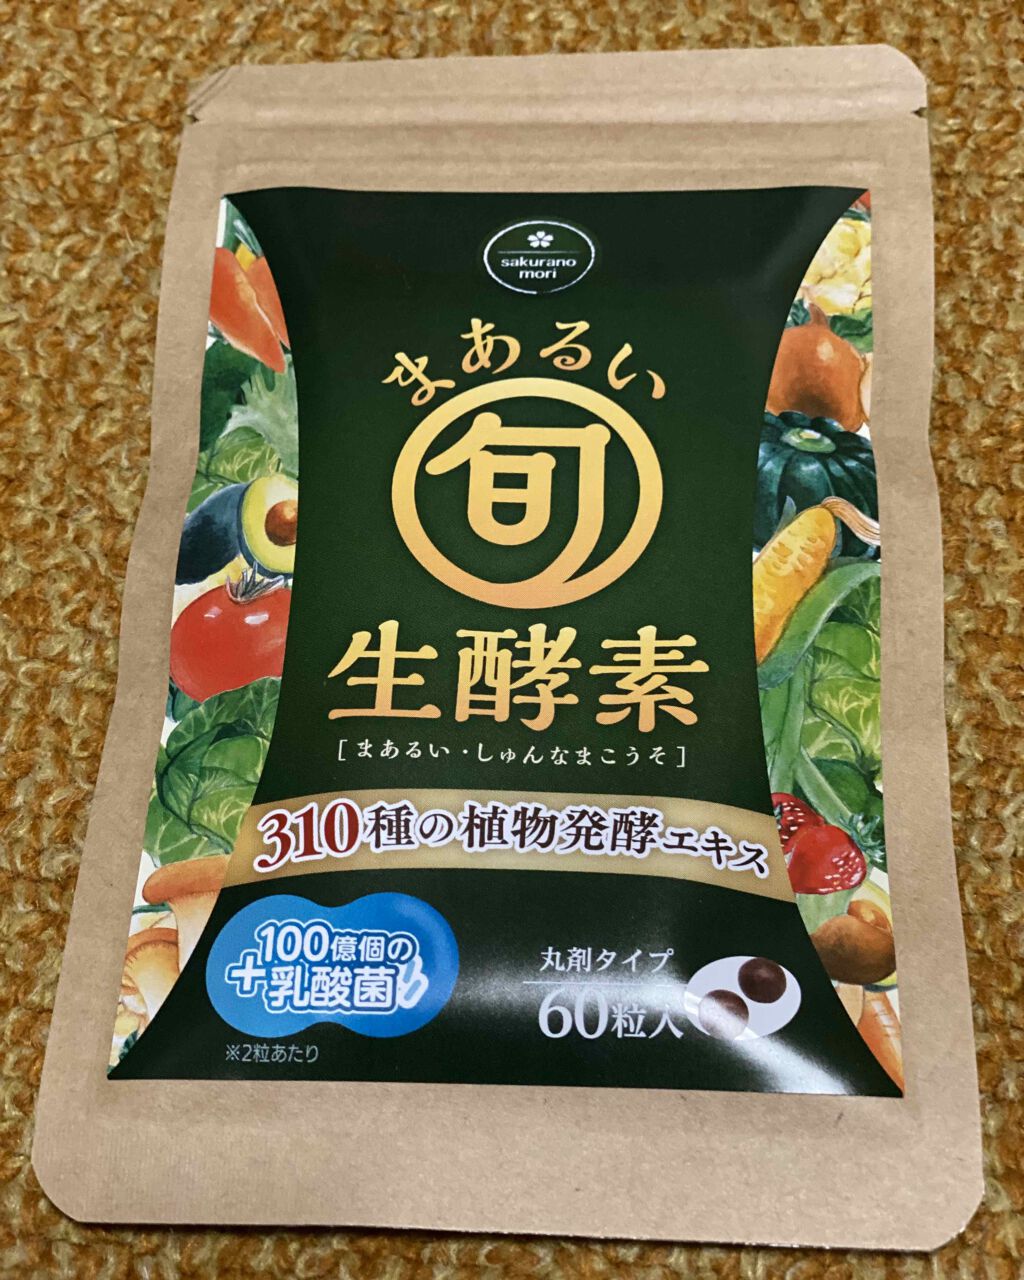 sakurano
mori
まあるい
旬
生酵素
[まあるい・しゅんなまこうそ]
310種の植物発酵エキス
100億個の
+乳酸菌
※2粒あたり
丸剤タイプ
60粒入